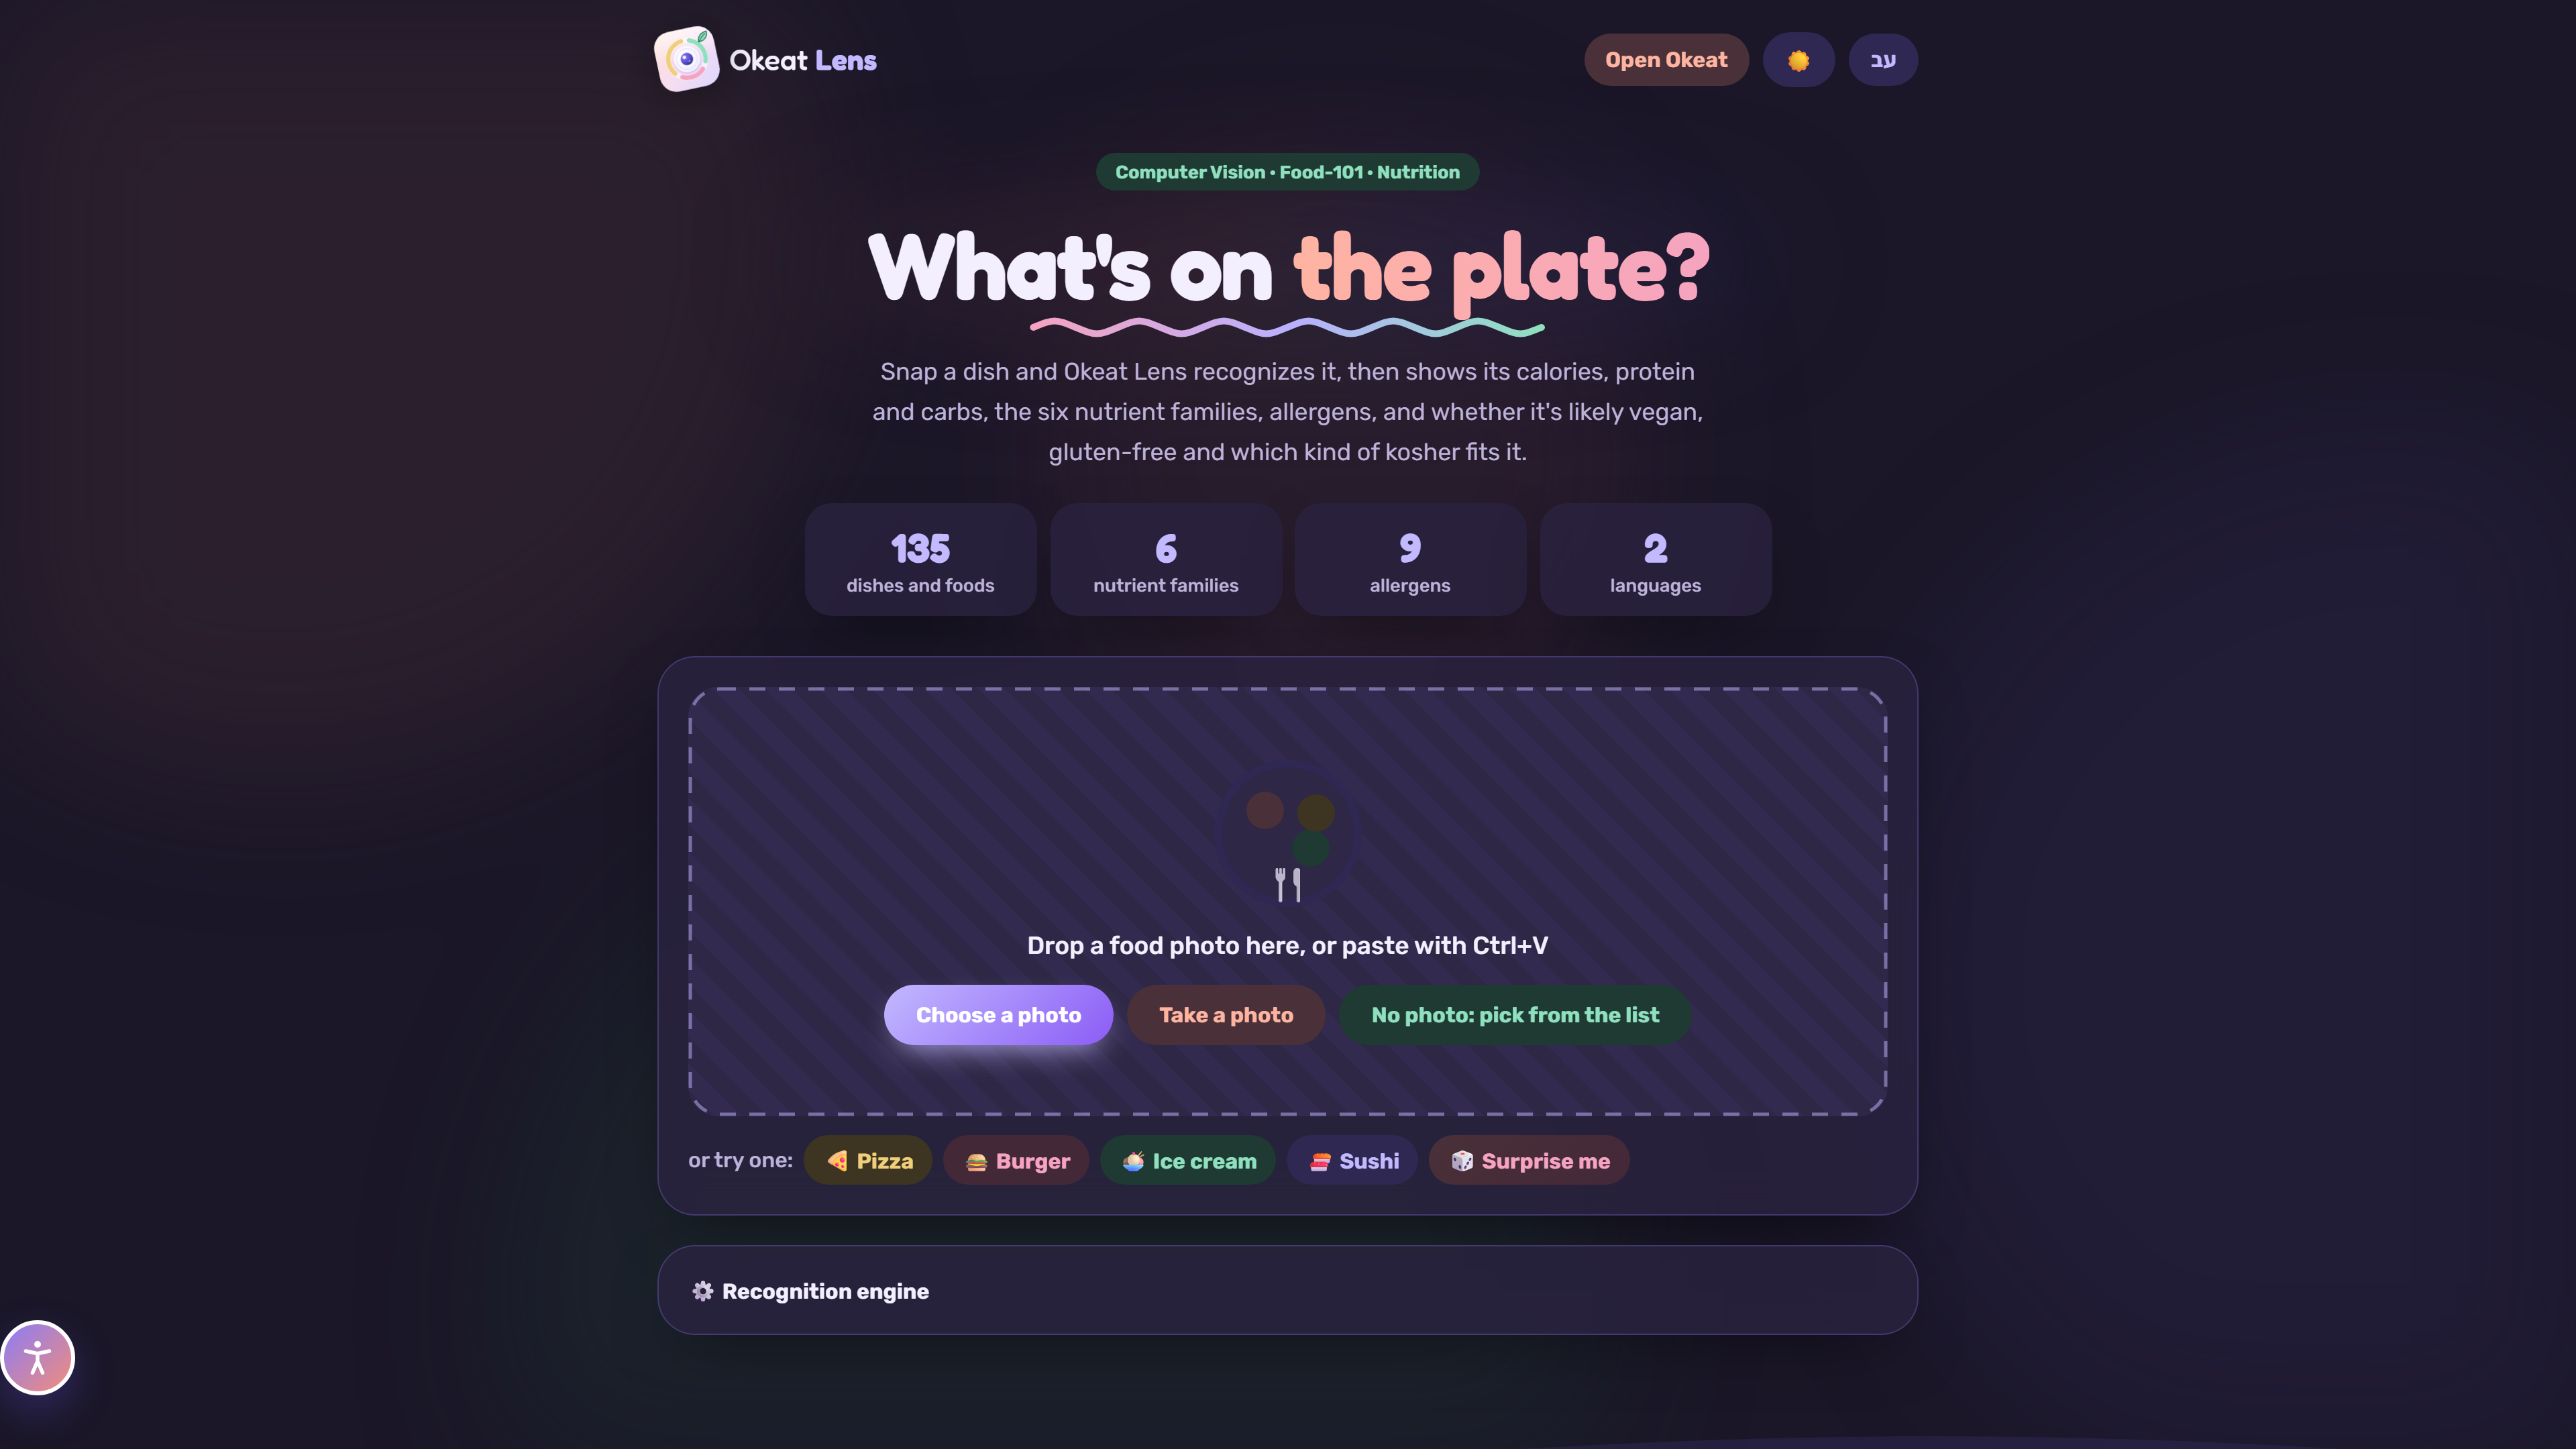 Okeat Lens
Open Okeat
עב
Computer Vision • Food-101 • Nutrition
What's on the plate?
Snap a dish and Okeat Lens recognizes it, then shows its calories, protein
and carbs, the six nutrient families, allergens, and whether it's likely vegan,
gluten-free and which kind of kosher fits it.
135
dishes and foods
6
nutrient families
9
allergens
2
languages
Drop a food photo here, or paste with Ctrl+V
Choose a photo
Take a photo
No photo: pick from the list
or try one:
Pizza
Burger
Ice cream
Sushi
Surprise me
Recognition engine